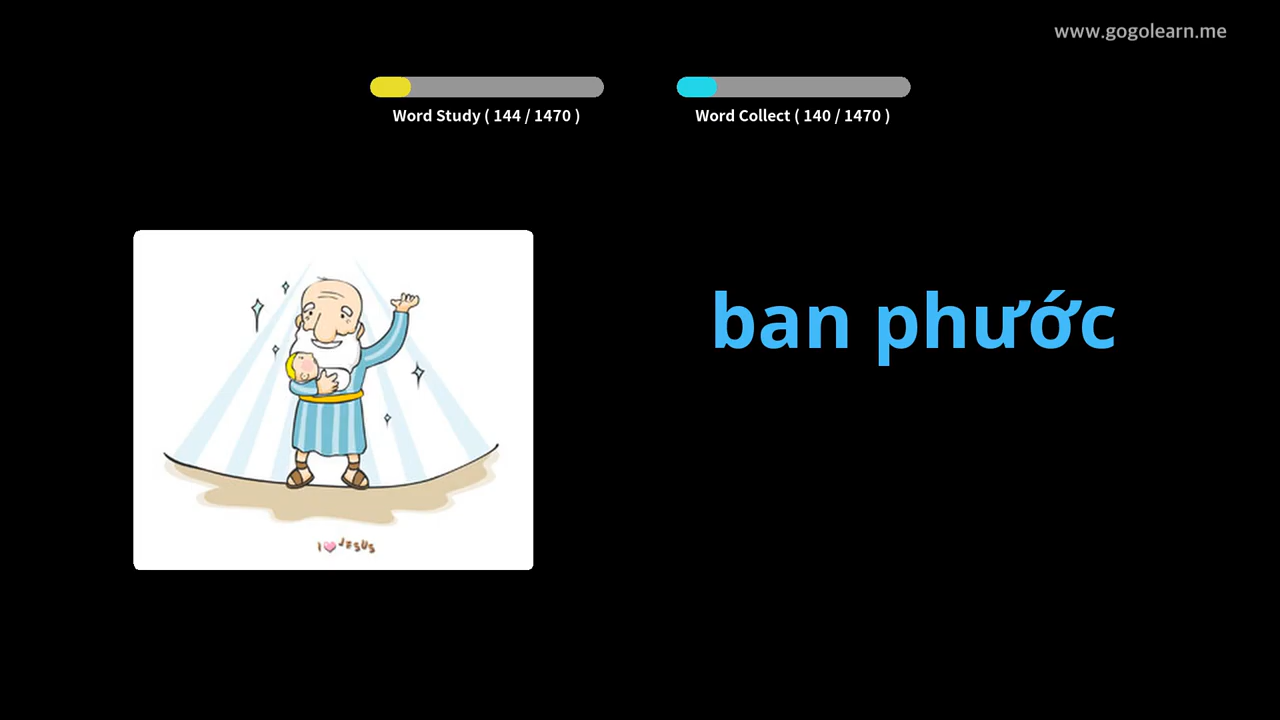 www.gogolearn.me
Word Study ( 144 / 1470 )
Word Collect ( 140 / 1470 )
ban phước
I ♥ JESUS